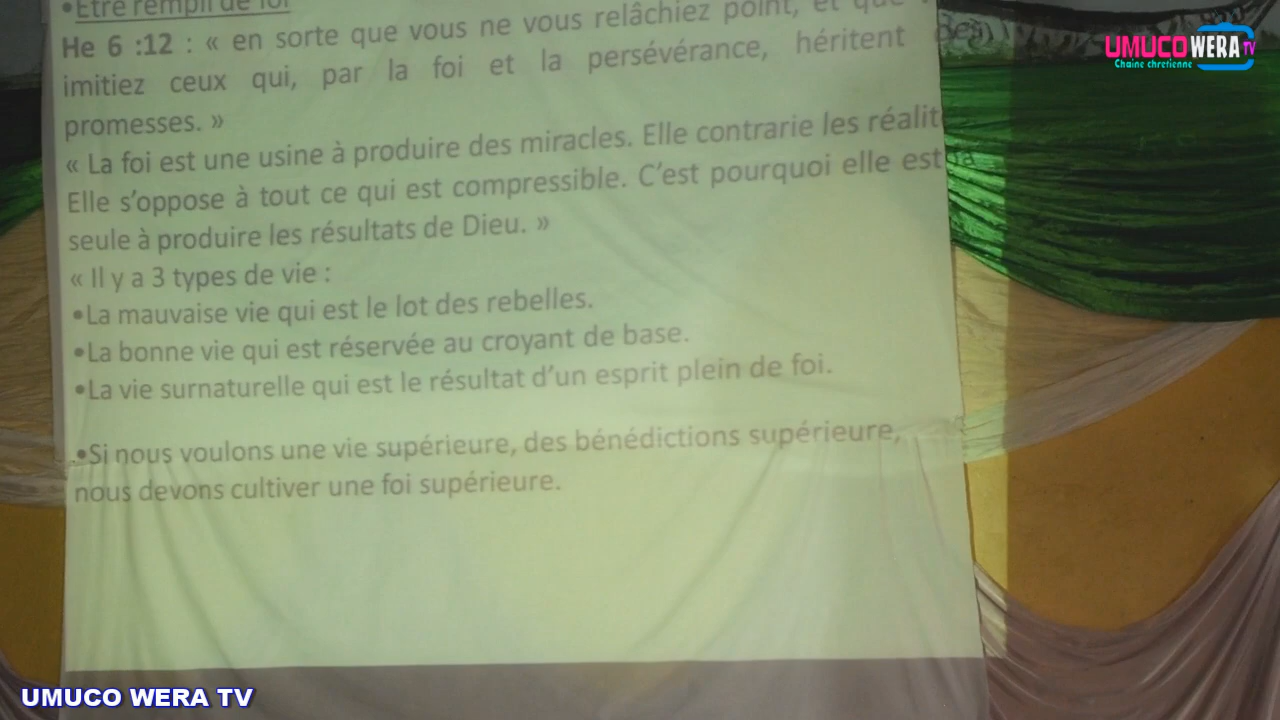 •Etre rempli de foi
He 6 :12 : « en sorte que vous ne vous relâchiez point, et que
imitiez ceux qui, par la foi et la persévérance, héritent des
promesses. »
« La foi est une usine à produire des miracles. Elle contrarie les réalit
Elle s’oppose à tout ce qui est compressible. C’est pourquoi elle est la
seule à produire les résultats de Dieu. »
« Il y a 3 types de vie :
•La mauvaise vie qui est le lot des rebelles.
•La bonne vie qui est réservée au croyant de base.
•La vie surnaturelle qui est le résultat d’un esprit plein de foi.
•Si nous voulons une vie supérieure, des bénédictions supérieure,
nous devons cultiver une foi supérieure.
UMUCOWERA TV
Chaine chretienne
UMUCO WERA TV